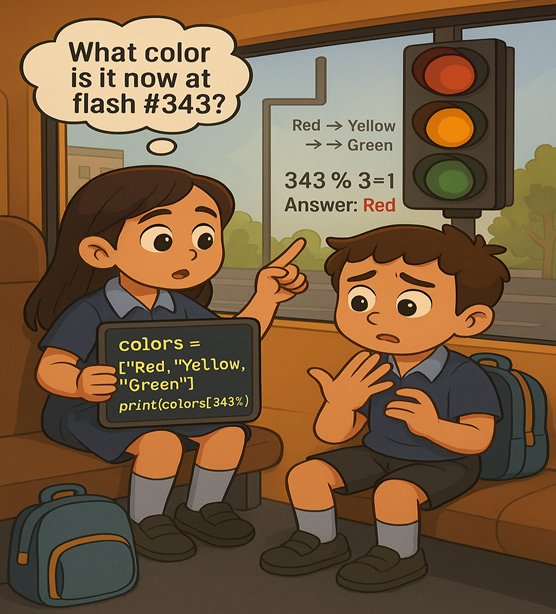 What color
is it now at
flash #343?
Red → Yellow
→ → Green
343 % 3=1
Answer: Red
colors =
["Red,"Yellow,
"Green"]
print(colors[343%)